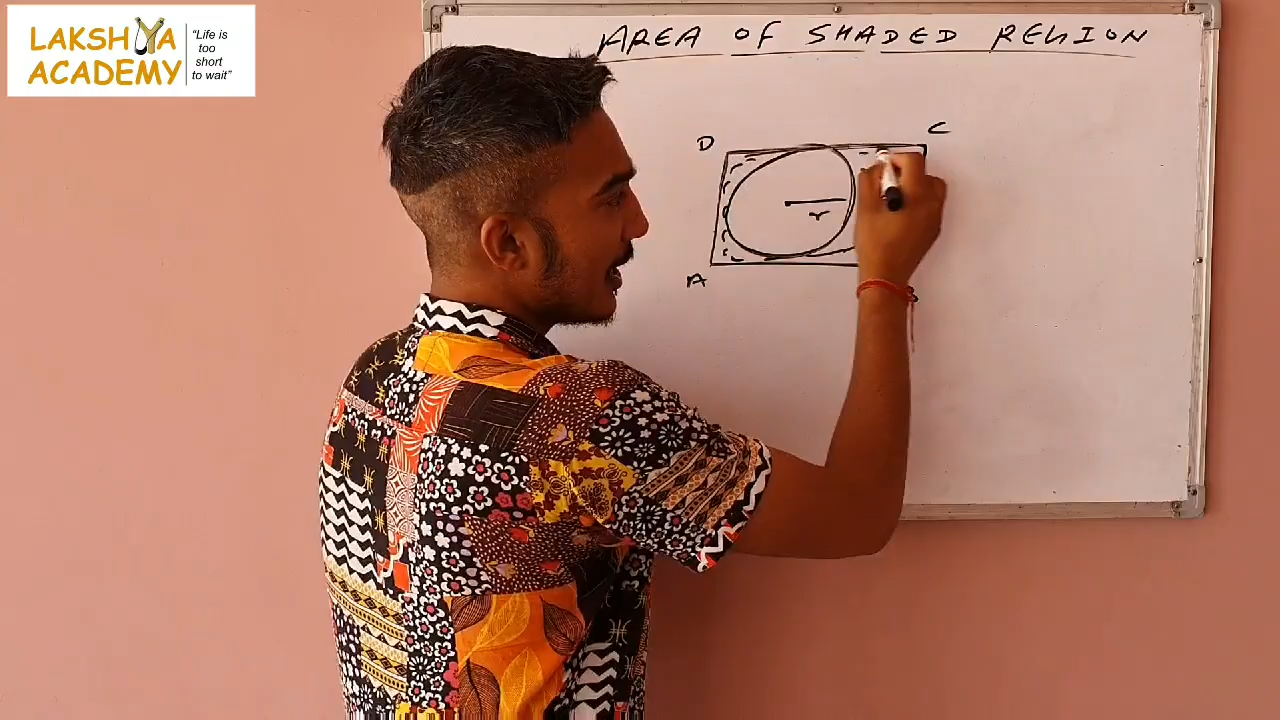 LAKSHYA
ACADEMY
“Life is
too
short
to wait”
AREA OF SHADED REGION
D
C
r
A